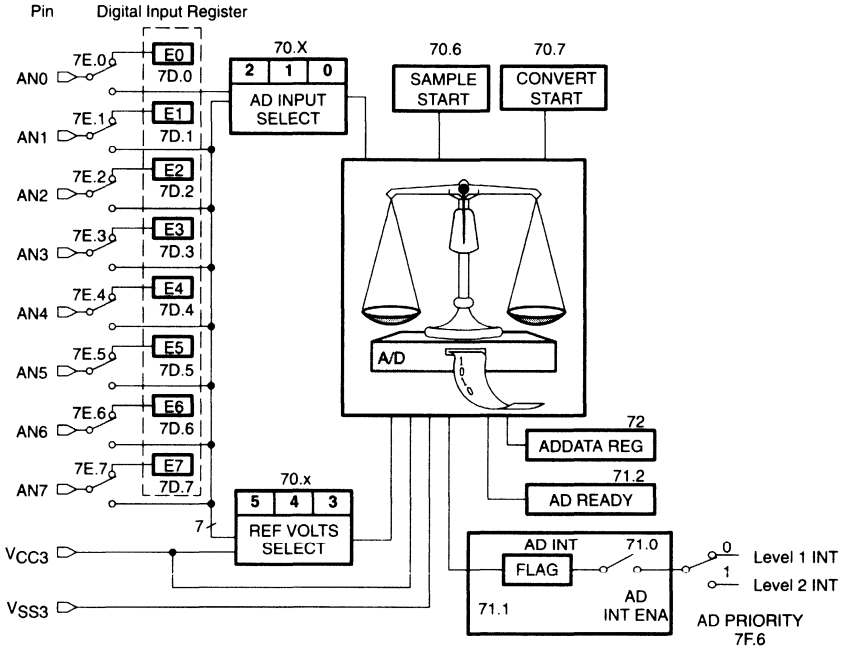 Pin Digital Input Register
AN0 7E.0 E0 7D.0
AN1 7E.1 E1 7D.1
AN2 7E.2 E2 7D.2
AN3 7E.3 E3 7D.3
AN4 7E.4 E4 7D.4
AN5 7E.5 E5 7D.5
AN6 7E.6 E6 7D.6
AN7 7E.7 E7 7D.7
70.X
2 1 0
AD INPUT
SELECT
70.6
SAMPLE
START
70.7
CONVERT
START
A/D
1010
7
70.x
5 4 3
REF VOLTS
SELECT
VCC3
VSS3
72
ADDATA REG
71.2
AD READY
AD INT 71.0
FLAG
71.1
AD
INT ENA
0 Level 1 INT
1 Level 2 INT
AD PRIORITY
7F.6